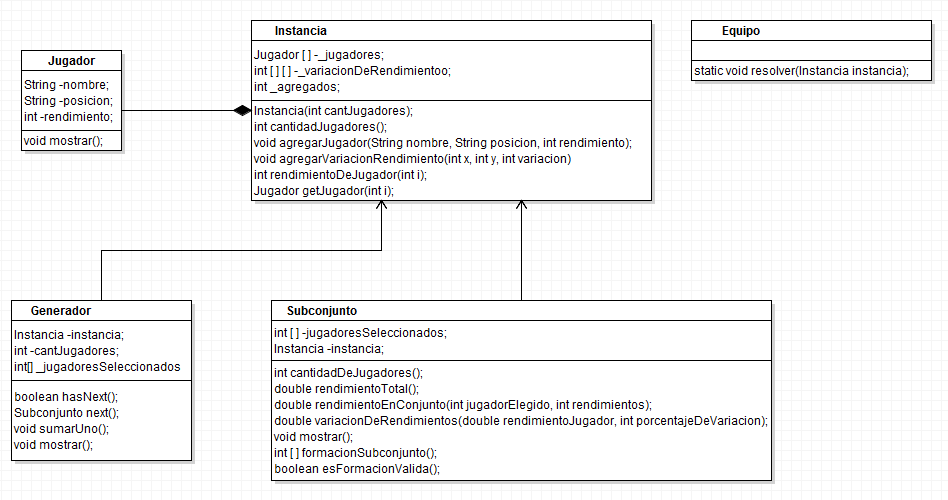 Jugador
String -nombre;
String -posicion;
int -rendimiento;
void mostrar();
Instancia
Jugador [ ] -_jugadores;
int [ ] [ ] -_variacionDeRendimientoo;
int _agregados;
Instancia(int cantJugadores);
int cantidadJugadores();
void agregarJugador(String nombre, String posicion, int rendimiento);
void agregarVariacionRendimiento(int x, int y, int variacion)
int rendimientoDeJugador(int i);
Jugador getJugador(int i);
Equipo
static void resolver(Instancia instancia);
Generador
Instancia -instancia;
int -cantJugadores;
int[] _jugadoresSeleccionados
boolean hasNext();
Subconjunto next();
void sumarUno();
void mostrar();
Subconjunto
int [ ] -jugadoresSeleccionados;
Instancia -instancia;
int cantidadDeJugadores();
double rendimientoTotal();
double rendimientoEnConjunto(int jugadorElegido, int rendimientos);
double variacionDeRendimientos(double rendimientoJugador, int porcentajeDeVariacion);
void mostrar();
int [ ] formacionSubconjunto();
boolean esFormacionValida();